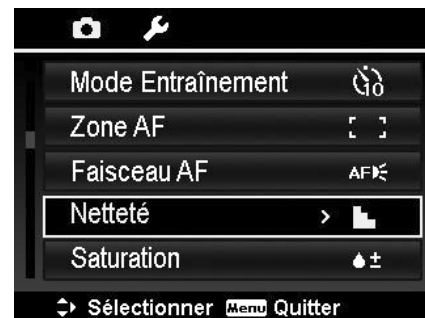 Mode Entraînement
Zone AF
Faisceau AF AF
Netteté >
Saturation
Sélectionner Menu Quitter